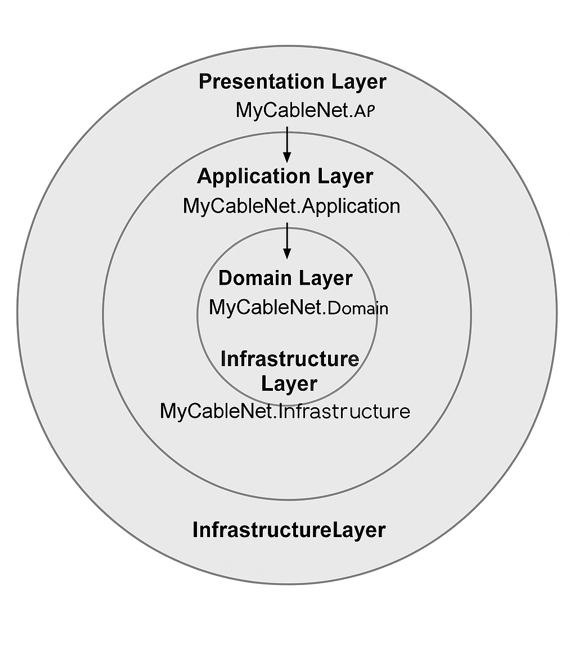 Presentation Layer
MyCableNet.AP
Application Layer
MyCableNet.Application
Domain Layer
MyCableNet.Domain
Infrastructure
Layer
MyCableNet.Infrastructure
InfrastructureLayer